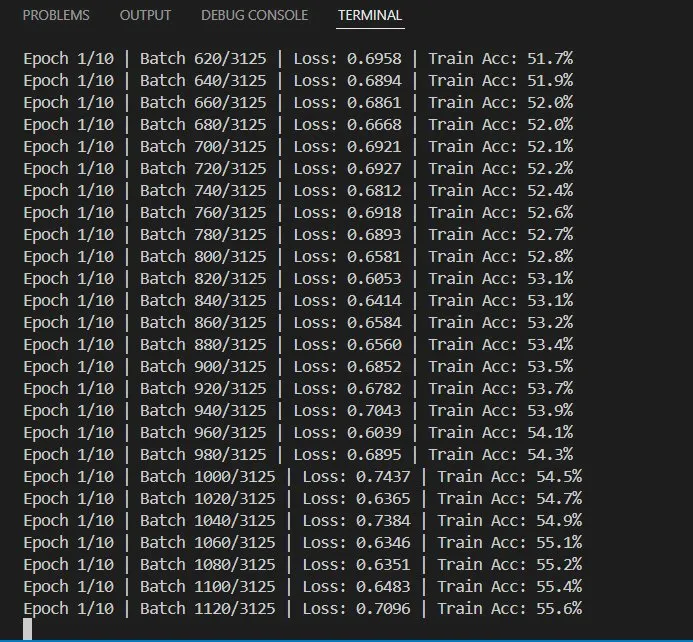 PROBLEMS OUTPUT DEBUG CONSOLE TERMINAL
Epoch 1/10 | Batch 620/3125 | Loss: 0.6958 | Train Acc: 51.7%
Epoch 1/10 | Batch 640/3125 | Loss: 0.6894 | Train Acc: 51.9%
Epoch 1/10 | Batch 660/3125 | Loss: 0.6861 | Train Acc: 52.0%
Epoch 1/10 | Batch 680/3125 | Loss: 0.6668 | Train Acc: 52.0%
Epoch 1/10 | Batch 700/3125 | Loss: 0.6921 | Train Acc: 52.1%
Epoch 1/10 | Batch 720/3125 | Loss: 0.6927 | Train Acc: 52.2%
Epoch 1/10 | Batch 740/3125 | Loss: 0.6812 | Train Acc: 52.4%
Epoch 1/10 | Batch 760/3125 | Loss: 0.6918 | Train Acc: 52.6%
Epoch 1/10 | Batch 780/3125 | Loss: 0.6893 | Train Acc: 52.7%
Epoch 1/10 | Batch 800/3125 | Loss: 0.6581 | Train Acc: 52.8%
Epoch 1/10 | Batch 820/3125 | Loss: 0.6053 | Train Acc: 53.1%
Epoch 1/10 | Batch 840/3125 | Loss: 0.6414 | Train Acc: 53.1%
Epoch 1/10 | Batch 860/3125 | Loss: 0.6584 | Train Acc: 53.2%
Epoch 1/10 | Batch 880/3125 | Loss: 0.6560 | Train Acc: 53.4%
Epoch 1/10 | Batch 900/3125 | Loss: 0.6852 | Train Acc: 53.5%
Epoch 1/10 | Batch 920/3125 | Loss: 0.6782 | Train Acc: 53.7%
Epoch 1/10 | Batch 940/3125 | Loss: 0.7043 | Train Acc: 53.9%
Epoch 1/10 | Batch 960/3125 | Loss: 0.6039 | Train Acc: 54.1%
Epoch 1/10 | Batch 980/3125 | Loss: 0.6895 | Train Acc: 54.3%
Epoch 1/10 | Batch 1000/3125 | Loss: 0.7437 | Train Acc: 54.5%
Epoch 1/10 | Batch 1020/3125 | Loss: 0.6365 | Train Acc: 54.7%
Epoch 1/10 | Batch 1040/3125 | Loss: 0.7384 | Train Acc: 54.9%
Epoch 1/10 | Batch 1060/3125 | Loss: 0.6346 | Train Acc: 55.1%
Epoch 1/10 | Batch 1080/3125 | Loss: 0.6351 | Train Acc: 55.2%
Epoch 1/10 | Batch 1100/3125 | Loss: 0.6483 | Train Acc: 55.4%
Epoch 1/10 | Batch 1120/3125 | Loss: 0.7096 | Train Acc: 55.6%